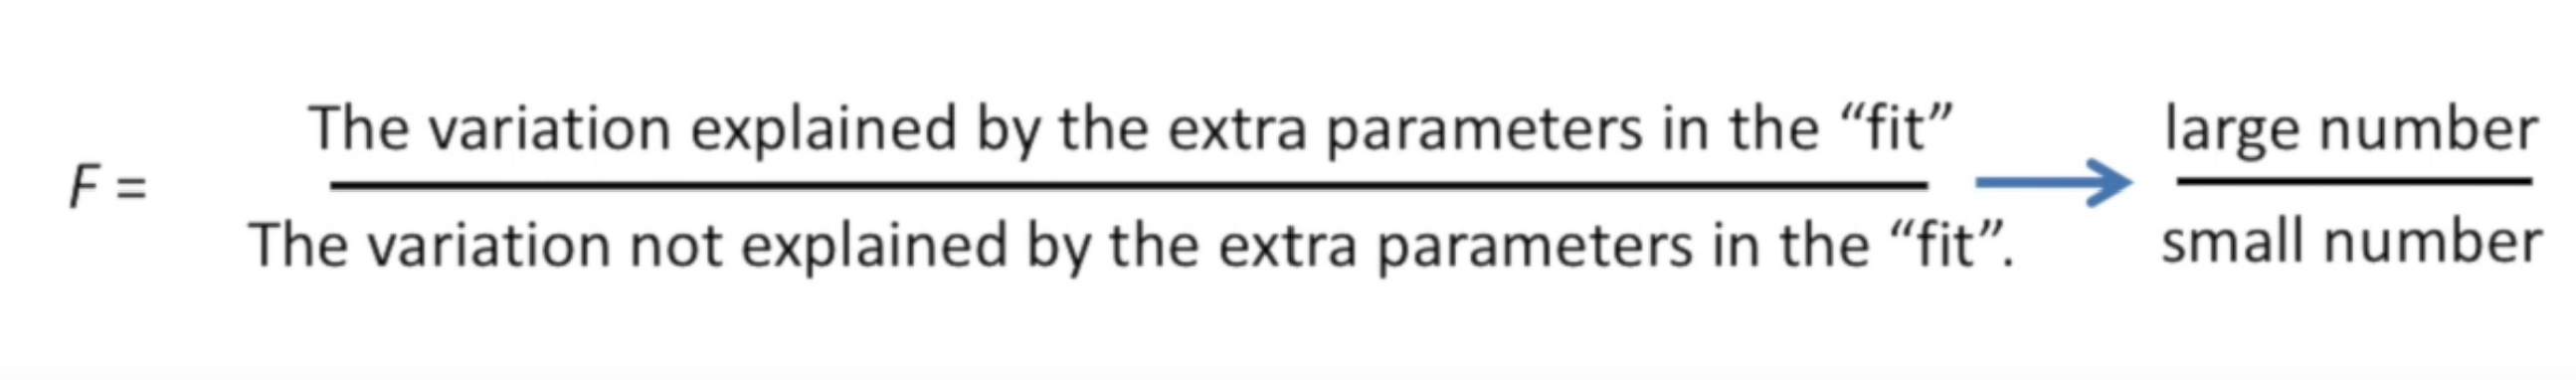 The variation explained by the extra parameters in the “fit”
F =
The variation not explained by the extra parameters in the “fit”.
large number
small number